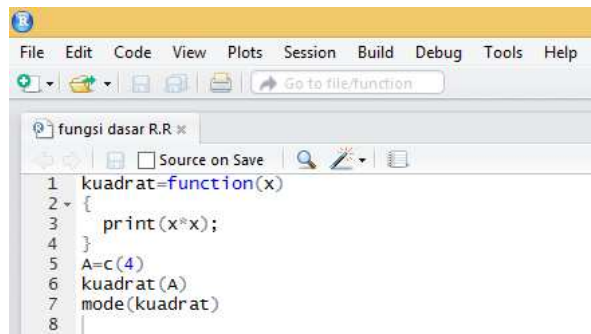 R
File Edit Code View Plots Session Build Debug Tools Help
Go to file/function
fungsi dasar R.R
Source on Save
1 kuadrat=function(x)
2 {
3 print(x*x);
4 }
5 A=c(4)
6 kuadrat(A)
7 mode(kuadrat)
8